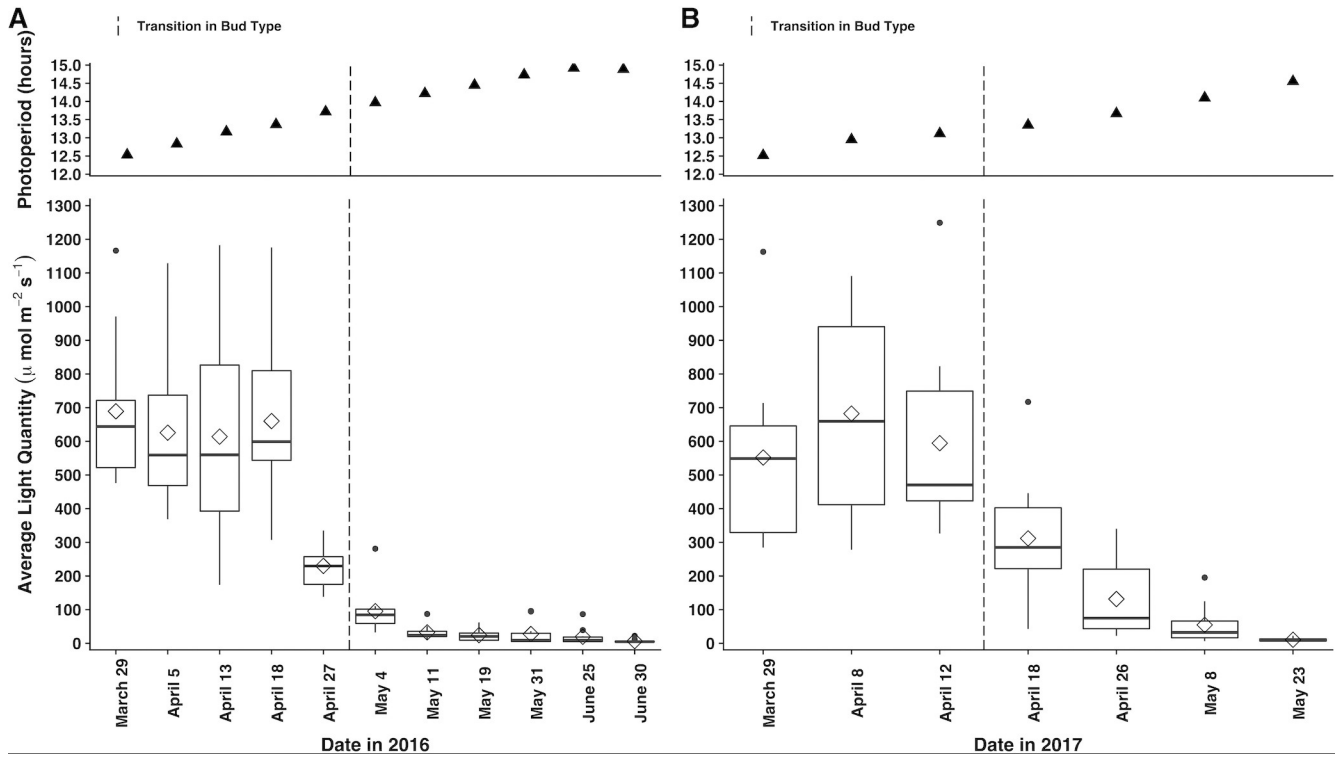 A
Transition in Bud Type
Photoperiod (hours)
15.0
14.5
14.0
13.5
13.0
12.5
12.0
Average Light Quantity (μ mol m⁻² s⁻¹)
1300
1200
1100
1000
900
800
700
600
500
400
300
200
100
0
March 29
April 5
April 13
April 18
April 27
May 4
May 11
May 19
May 31
June 25
June 30
Date in 2016
B
Transition in Bud Type
15.0
14.5
14.0
13.5
13.0
12.5
12.0
1300
1200
1100
1000
900
800
700
600
500
400
300
200
100
0
March 29
April 8
April 12
April 18
April 26
May 8
May 23
Date in 2017